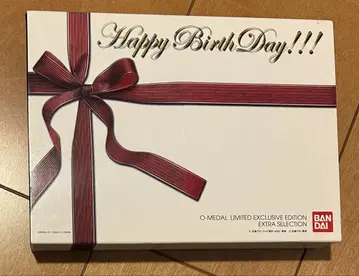 Happy BirthDay!!!
O-MEDAL LIMITED EXCLUSIVE EDITION
EXTRA SELECTION
BAN
DAI